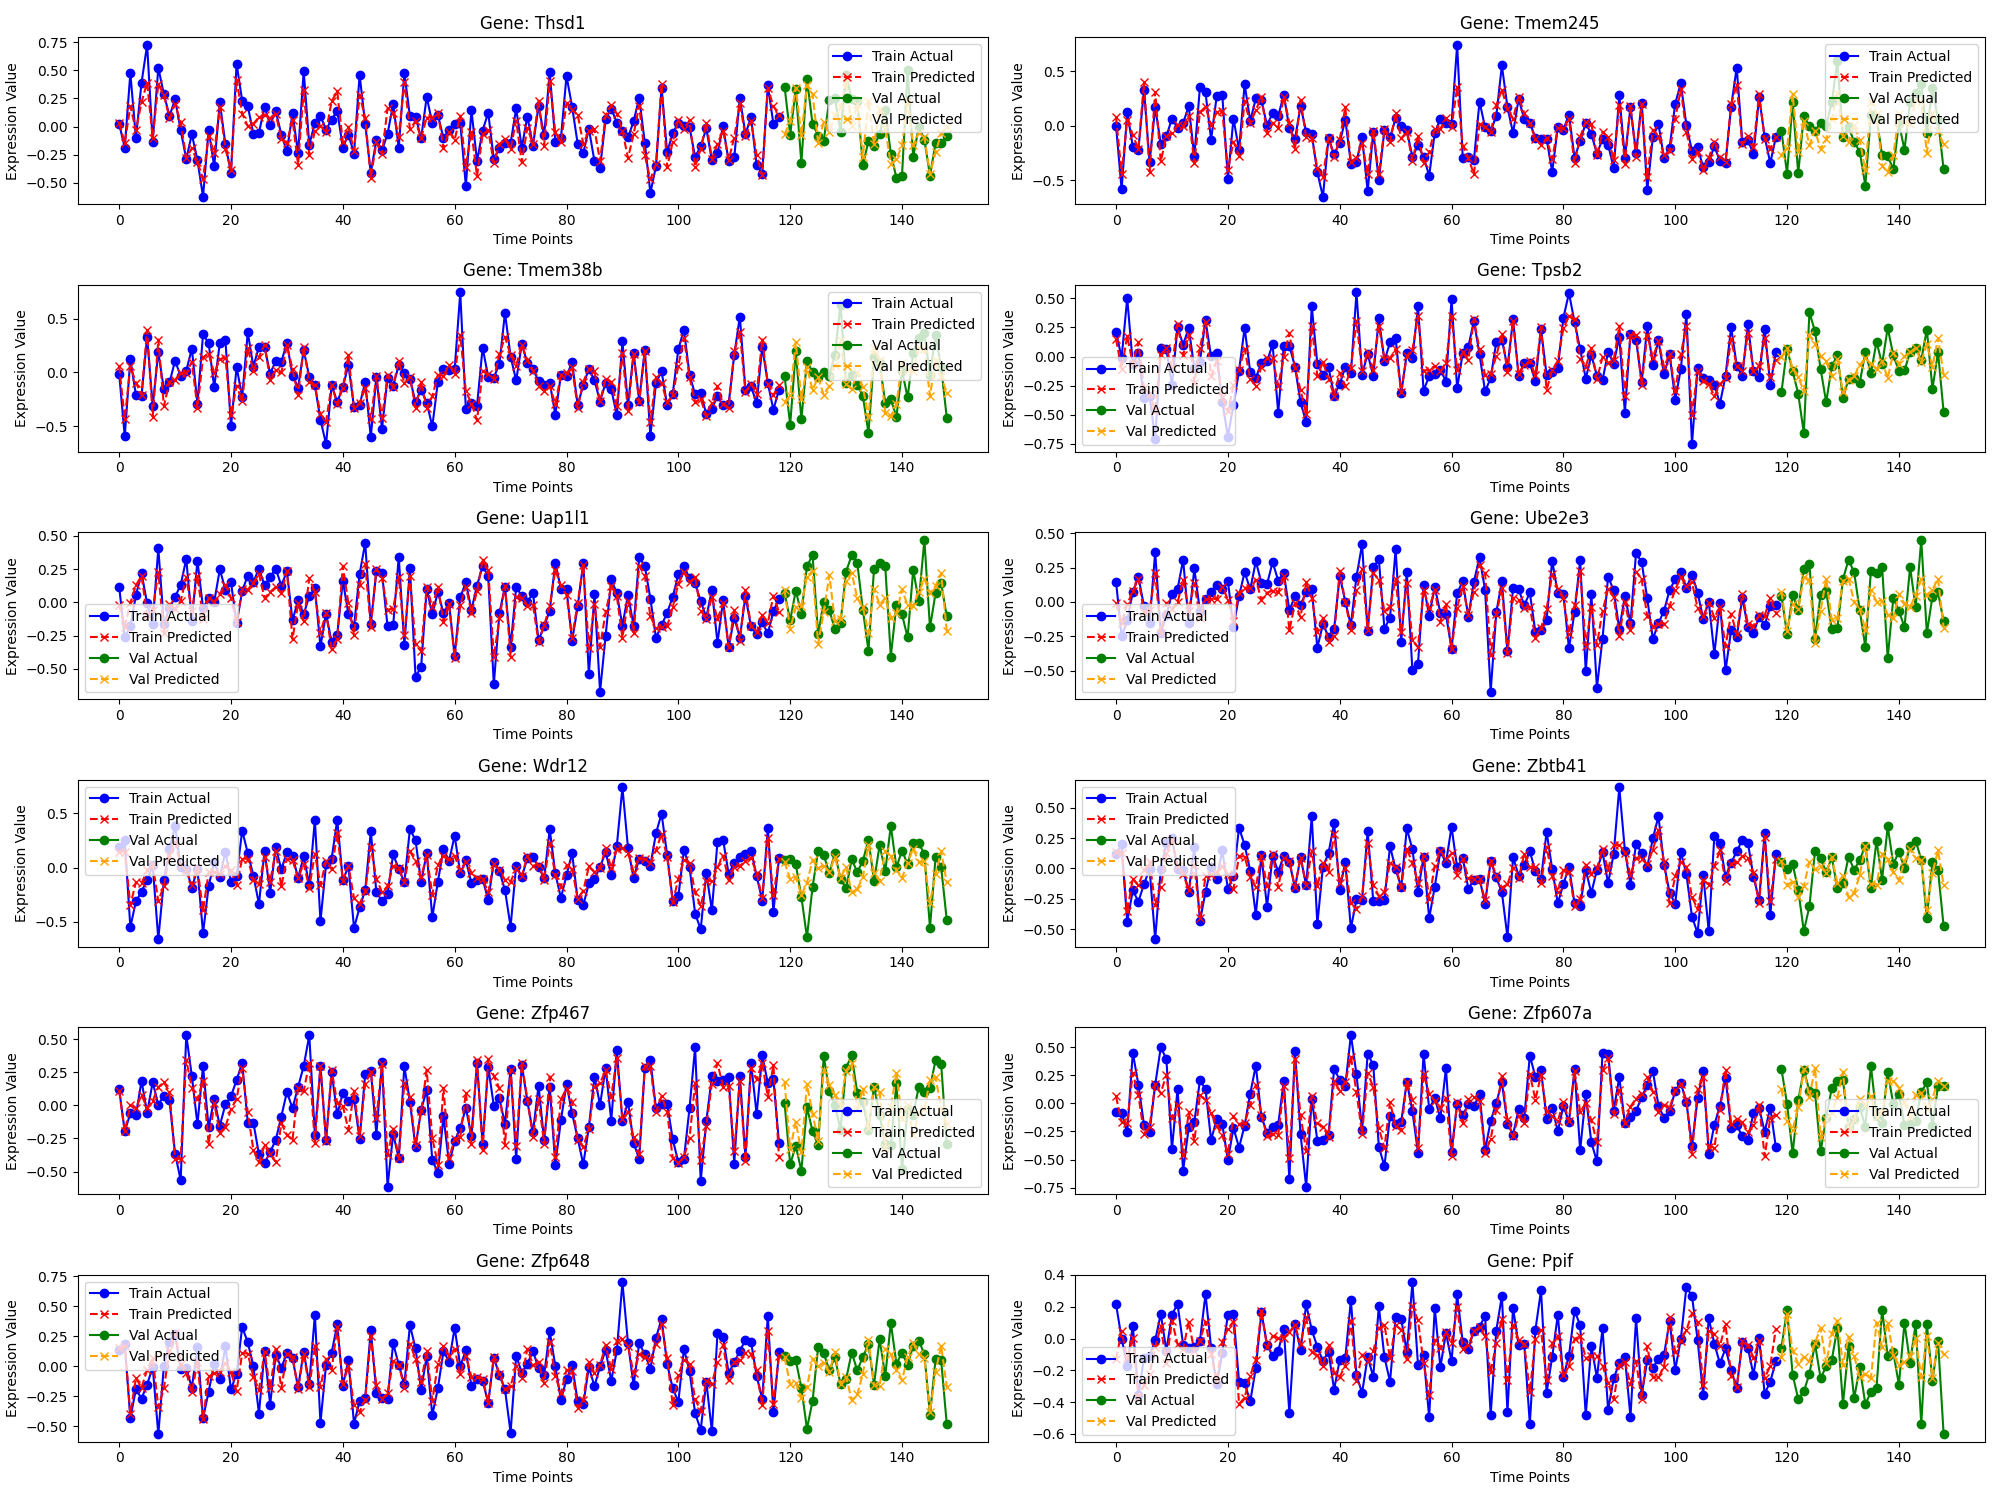 Gene: Thsd1
Expression Value
0.75
0.50
0.25
0.00
−0.25
−0.50
0 20 40 60 80 100 120 140
Time Points
Train Actual
Train Predicted
Val Actual
Val Predicted
Gene: Tmem245
Expression Value
0.5
0.0
−0.5
0 20 40 60 80 100 120 140
Time Points
Train Actual
Train Predicted
Val Actual
Val Predicted
Gene: Tmem38b
Expression Value
0.5
0.0
−0.5
0 20 40 60 80 100 120 140
Time Points
Train Actual
Train Predicted
Val Actual
Val Predicted
Gene: Tpsb2
Expression Value
0.50
0.25
0.00
−0.25
−0.50
−0.75
0 20 40 60 80 100 120 140
Time Points
Train Actual
Train Predicted
Val Actual
Val Predicted
Gene: Uap1l1
Expression Value
0.50
0.25
0.00
−0.25
−0.50
0 20 40 60 80 100 120 140
Time Points
Train Actual
Train Predicted
Val Actual
Val Predicted
Gene: Ube2e3
Expression Value
0.50
0.25
0.00
−0.25
−0.50
0 20 40 60 80 100 120 140
Time Points
Train Actual
Train Predicted
Val Actual
Val Predicted
Gene: Wdr12
Expression Value
0.5
0.0
−0.5
0 20 40 60 80 100 120 140
Time Points
Train Actual
Train Predicted
Val Actual
Val Predicted
Gene: Zbtb41
Expression Value
0.50
0.25
0.00
−0.25
−0.50
0 20 40 60 80 100 120 140
Time Points
Train Actual
Train Predicted
Val Actual
Val Predicted
Gene: Zfp467
Expression Value
0.50
0.25
0.00
−0.25
−0.50
0 20 40 60 80 100 120 140
Time Points
Train Actual
Train Predicted
Val Actual
Val Predicted
Gene: Zfp607a
Expression Value
0.50
0.25
0.00
−0.25
−0.50
−0.75
0 20 40 60 80 100 120 140
Time Points
Train Actual
Train Predicted
Val Actual
Val Predicted
Gene: Zfp648
Expression Value
0.75
0.50
0.25
0.00
−0.25
−0.50
0 20 40 60 80 100 120 140
Time Points
Train Actual
Train Predicted
Val Actual
Val Predicted
Gene: Ppif
Expression Value
0.4
0.2
0.0
−0.2
−0.4
−0.6
0 20 40 60 80 100 120 140
Time Points
Train Actual
Train Predicted
Val Actual
Val Predicted